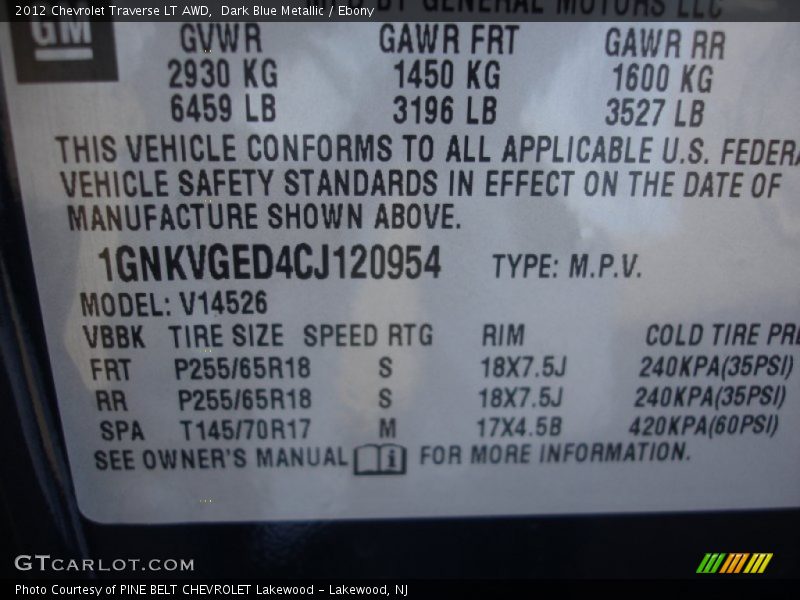 2012 Chevrolet Traverse LT AWD, Dark Blue Metallic / Ebony
BY GENERAL MOTORS LLC
GM
GVWR GAWR FRT GAWR RR
2930 KG 1450 KG 1600 KG
6459 LB 3196 LB 3527 LB
THIS VEHICLE CONFORMS TO ALL APPLICABLE U.S. FEDERA
VEHICLE SAFETY STANDARDS IN EFFECT ON THE DATE OF
MANUFACTURE SHOWN ABOVE.
1GNKVGED4CJ120954 TYPE: M.P.V.
MODEL: V14526
VBBK TIRE SIZE SPEED RTG RIM COLD TIRE PRE
FRT P255/65R18 S 18X7.5J 240KPA(35PSI)
RR P255/65R18 S 18X7.5J 240KPA(35PSI)
SPA T145/70R17 M 17X4.5B 420KPA(60PSI)
SEE OWNER'S MANUAL i FOR MORE INFORMATION.
GTCARLOT.COM
Photo Courtesy of PINE BELT CHEVROLET Lakewood - Lakewood, NJ